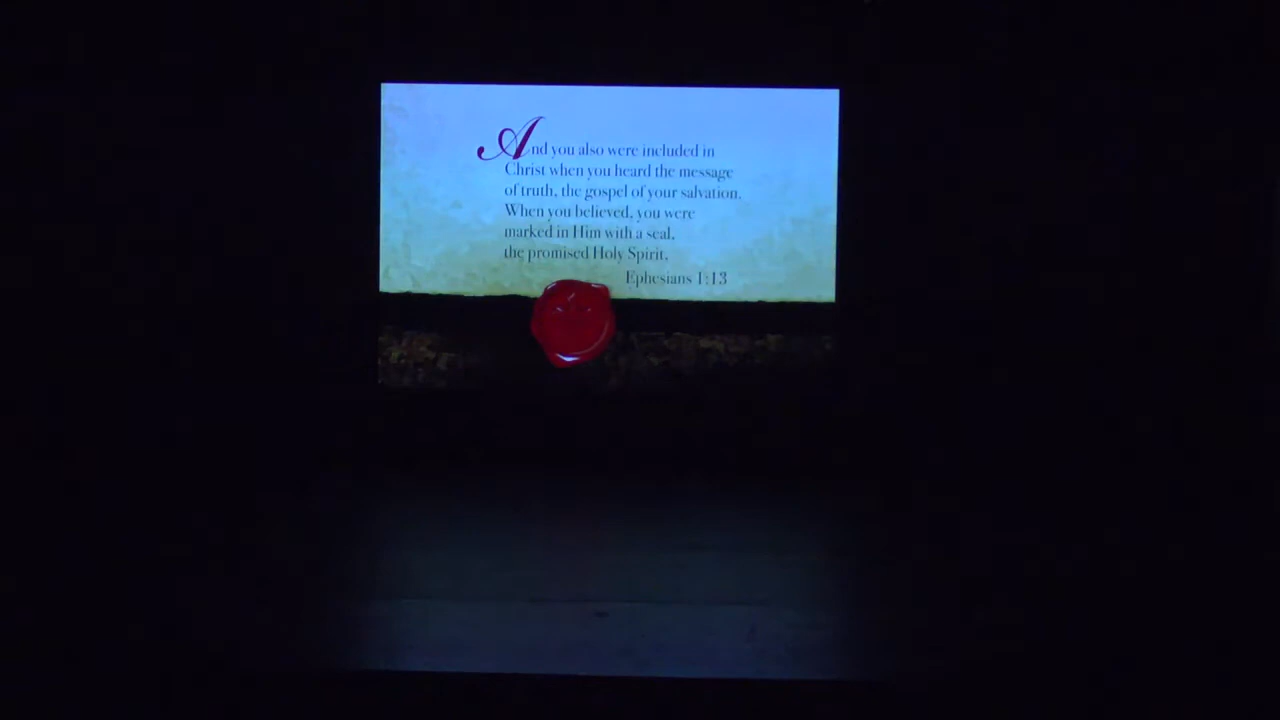 And you also were included in
Christ when you heard the message
of truth, the gospel of your salvation.
When you believed, you were
marked in Him with a seal,
the promised Holy Spirit.
Ephesians 1:13